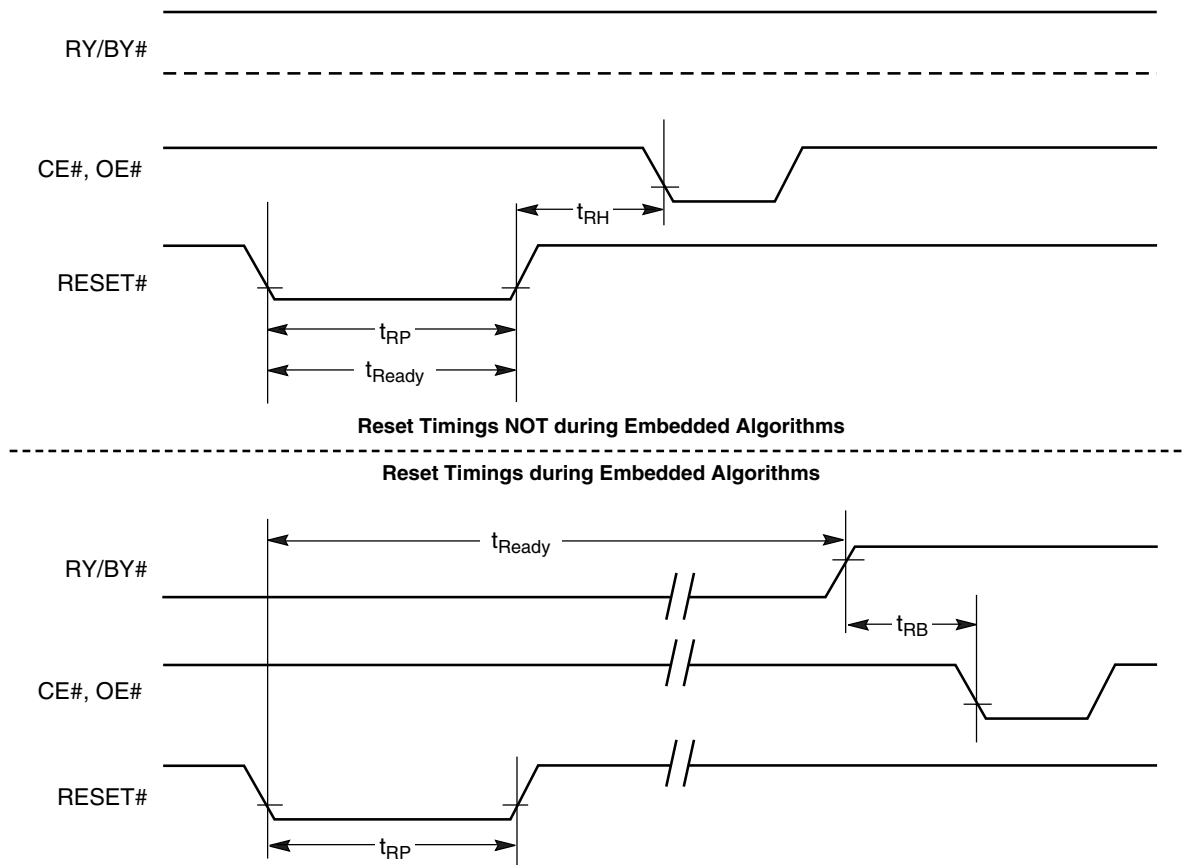 RY/BY#
CE#, OE#
tRH
RESET#
tRP
tReady
Reset Timings NOT during Embedded Algorithms
Reset Timings during Embedded Algorithms
tReady
RY/BY#
tRB
CE#, OE#
RESET#
tRP